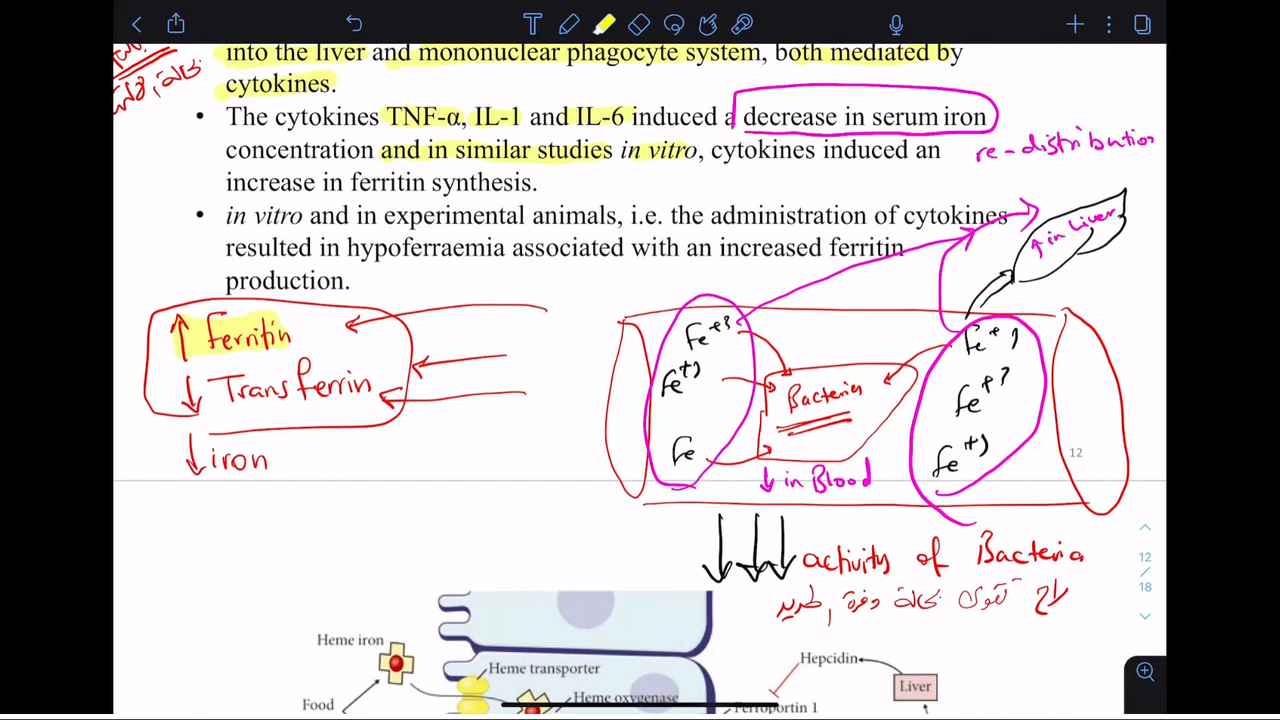 into the liver and mononuclear phagocyte system, both mediated by
cytokines.
• The cytokines TNF-α, IL-1 and IL-6 induced a decrease in serum iron
concentration and in similar studies in vitro, cytokines induced an
increase in ferritin synthesis.
re-distribution
• in vitro and in experimental animals, i.e. the administration of cytokines
resulted in hypoferraemia associated with an increased ferritin
production.
↑ in Liver
↑ Ferritin
↓ Transferrin
↓ iron
Fe+3
Fe+3
Fe
Bacteria
Fe+3
Fe+3
Fe+3
↓ in Blood
12
↓↓↓ activity of Bacteria
12
/
18
Heme iron
Heme transporter
Heme oxygenase
Food
Hepcidin
Liver
Ferroportin 1